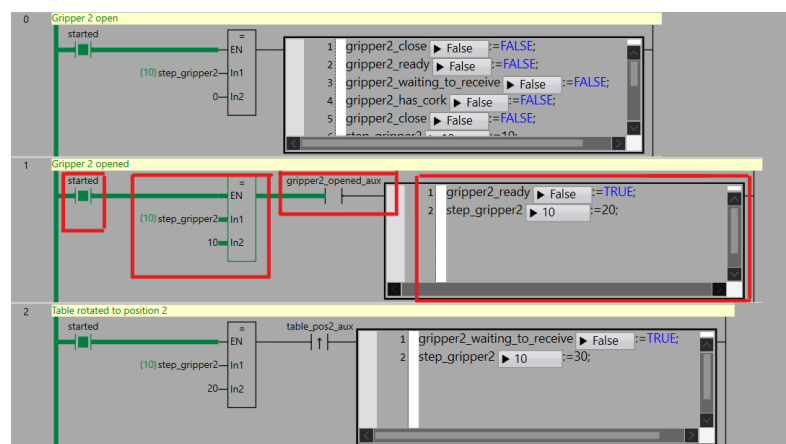 0 Gripper 2 open
started
=
EN
1 gripper2_close ▶ False :=FALSE;
2 gripper2_ready ▶ False :=FALSE;
(10) step_gripper2 In1
3 gripper2_waiting_to_receive ▶ False :=FALSE;
0 In2
4 gripper2_has_cork ▶ False :=FALSE;
5 gripper2_close ▶ False :=FALSE;
1 Gripper 2 opened
started
=
gripper2_opened_aux
EN
1 gripper2_ready ▶ False :=TRUE;
(10) step_gripper2 In1
2 step_gripper2 ▶ 10 :=20;
10 In2
2 Table rotated to position 2
started
=
table_pos2_aux
EN
1 gripper2_waiting_to_receive ▶ False :=TRUE;
(10) step_gripper2 In1
2 step_gripper2 ▶ 10 :=30;
20 In2